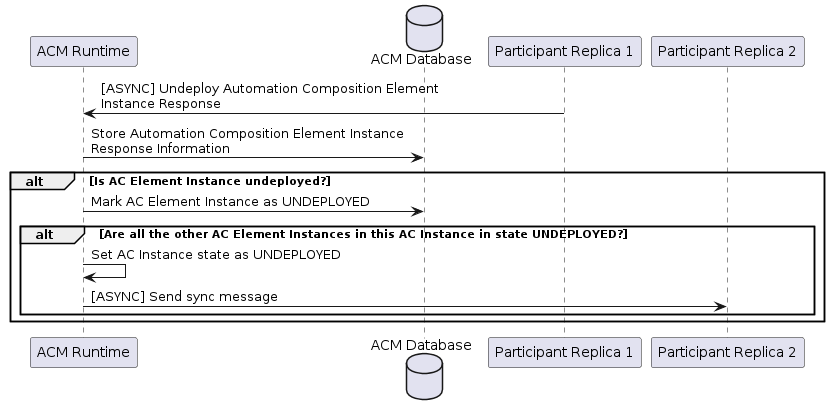 ACM Runtime
ACM Database
Participant Replica 1
Participant Replica 2
[ASYNC] Undeploy Automation Composition Element
Instance Response
Store Automation Composition Element Instance
Response Information
alt
[Is AC Element Instance undeployed?]
Mark AC Element Instance as UNDEPLOYED
alt
[Are all the other AC Element Instances in this AC Instance in state UNDEPLOYED?]
Set AC Instance state as UNDEPLOYED
[ASYNC] Send sync message
ACM Runtime
ACM Database
Participant Replica 1
Participant Replica 2